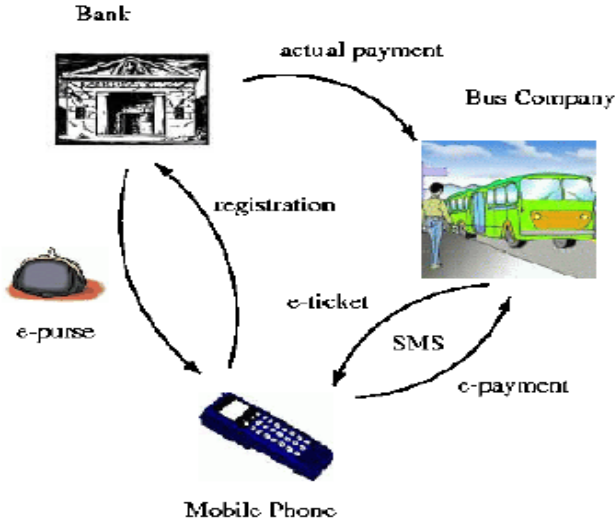 Bank
actual payment
Bus Company
registration
e-ticket
e-purse
SMS
e-payment
Mobile Phone